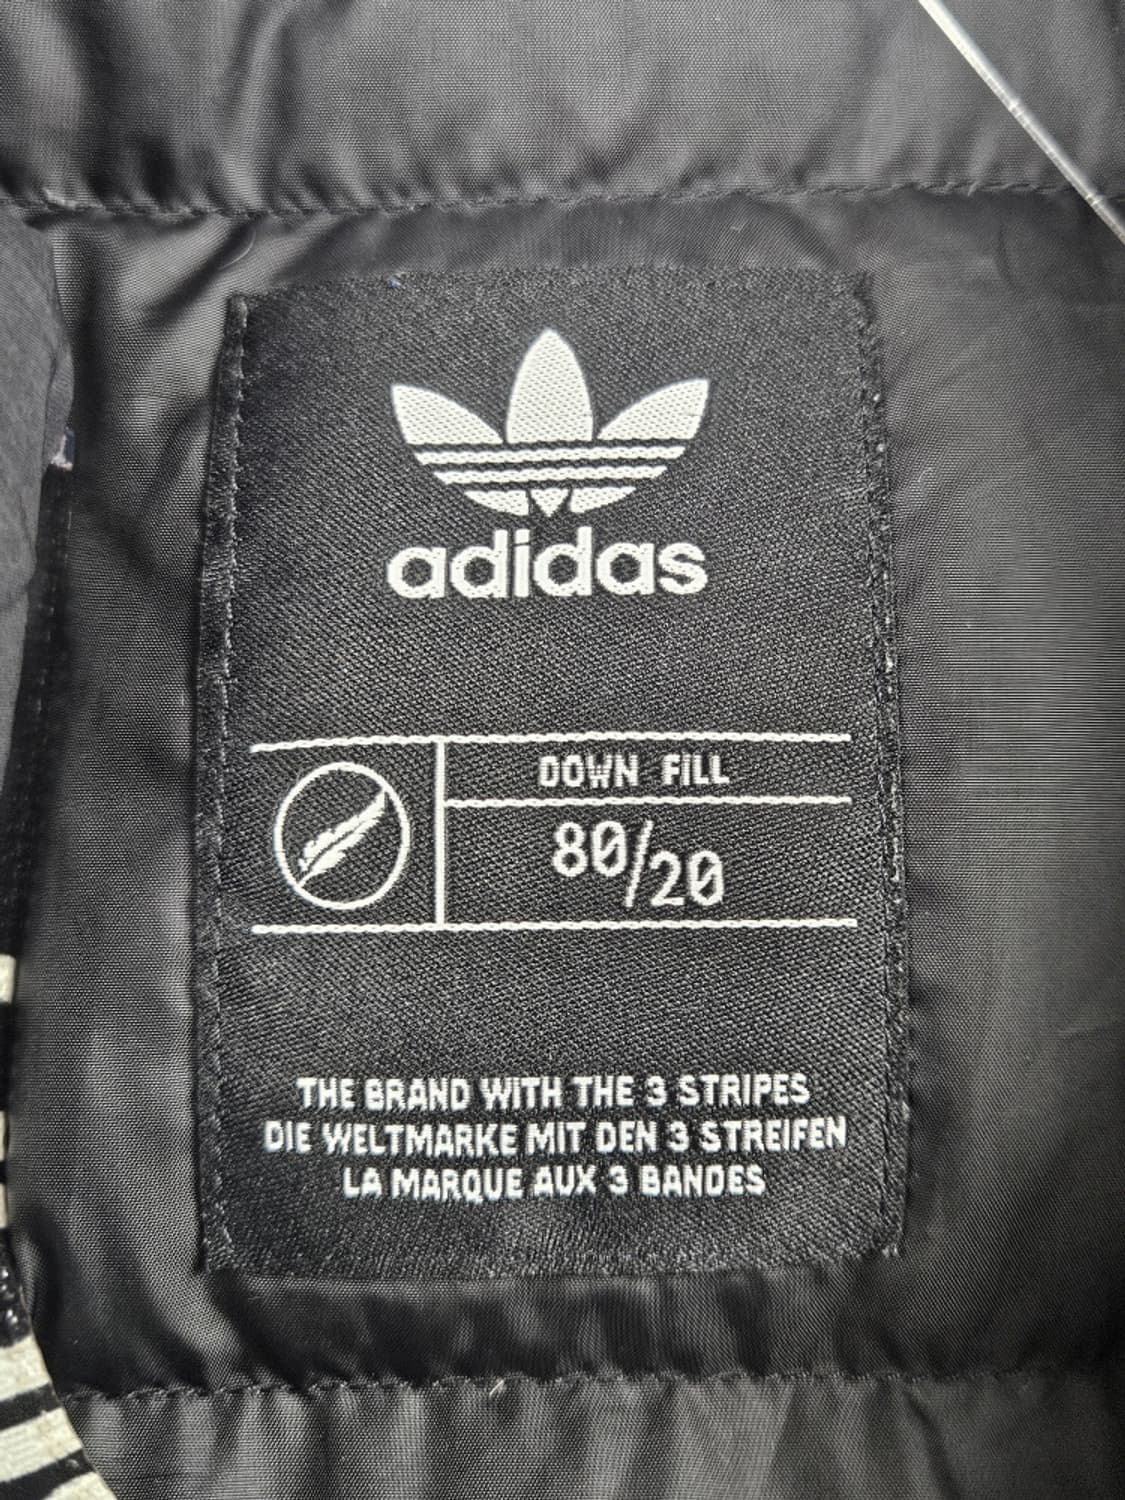 adidas
DOWN FILL
80/20
THE BRAND WITH THE 3 STRIPES
DIE WELTMARKE MIT DEN 3 STREIFEN
LA MARQUE AUX 3 BANDES